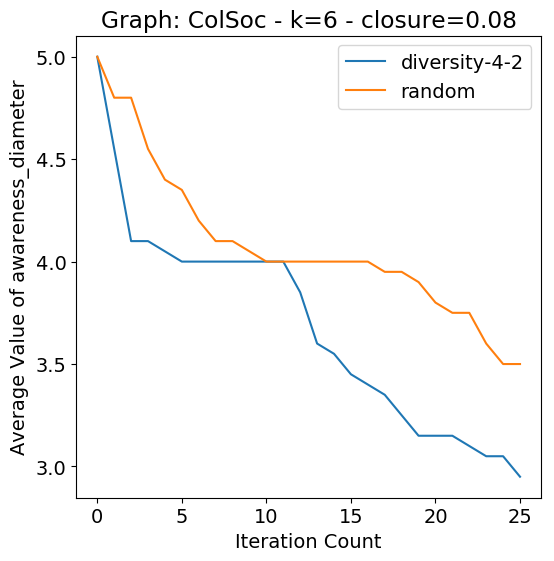 Graph: ColSoc - k=6 - closure=0.08
diversity-4-2
random
Average Value of awareness_diameter
5.0
4.5
4.0
3.5
3.0
0 5 10 15 20 25
Iteration Count